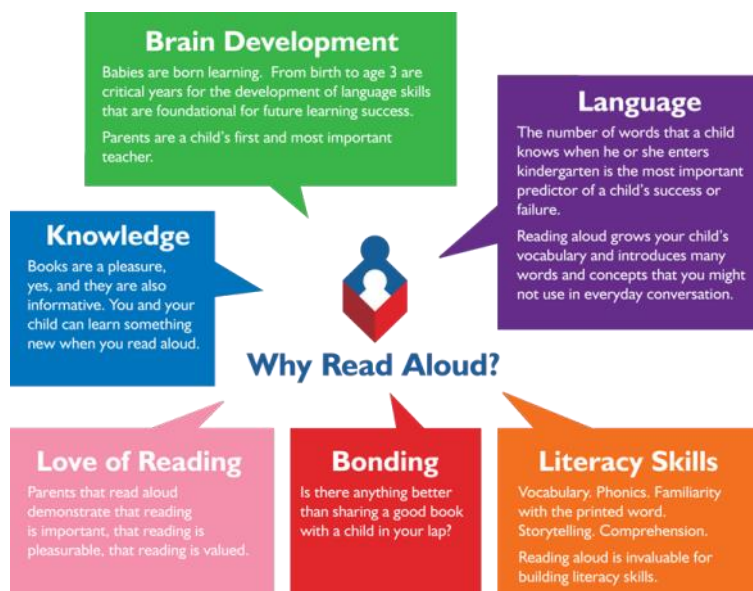 Brain Development
Babies are born learning. From birth to age 3 are
critical years for the development of language skills
that are foundational for future learning success.
Parents are a child's first and most important
teacher.
Language
The number of words that a child
knows when he or she enters
kindergarten is the most important
predictor of a child's success or
failure.
Reading aloud grows your child's
vocabulary and introduces many
words and concepts that you might
not use in everyday conversation.
Knowledge
Books are a pleasure,
yes, and they are also
informative. You and your
child can learn something
new when you read aloud.
Why Read Aloud?
Love of Reading
Parents that read aloud
demonstrate that reading
is important, that reading is
pleasurable, that reading is valued.
Bonding
Is there anything better
than sharing a good book
with a child in your lap?
Literacy Skills
Vocabulary. Phonics. Familiarity
with the printed word.
Storytelling. Comprehension.
Reading aloud is invaluable for
building literacy skills.